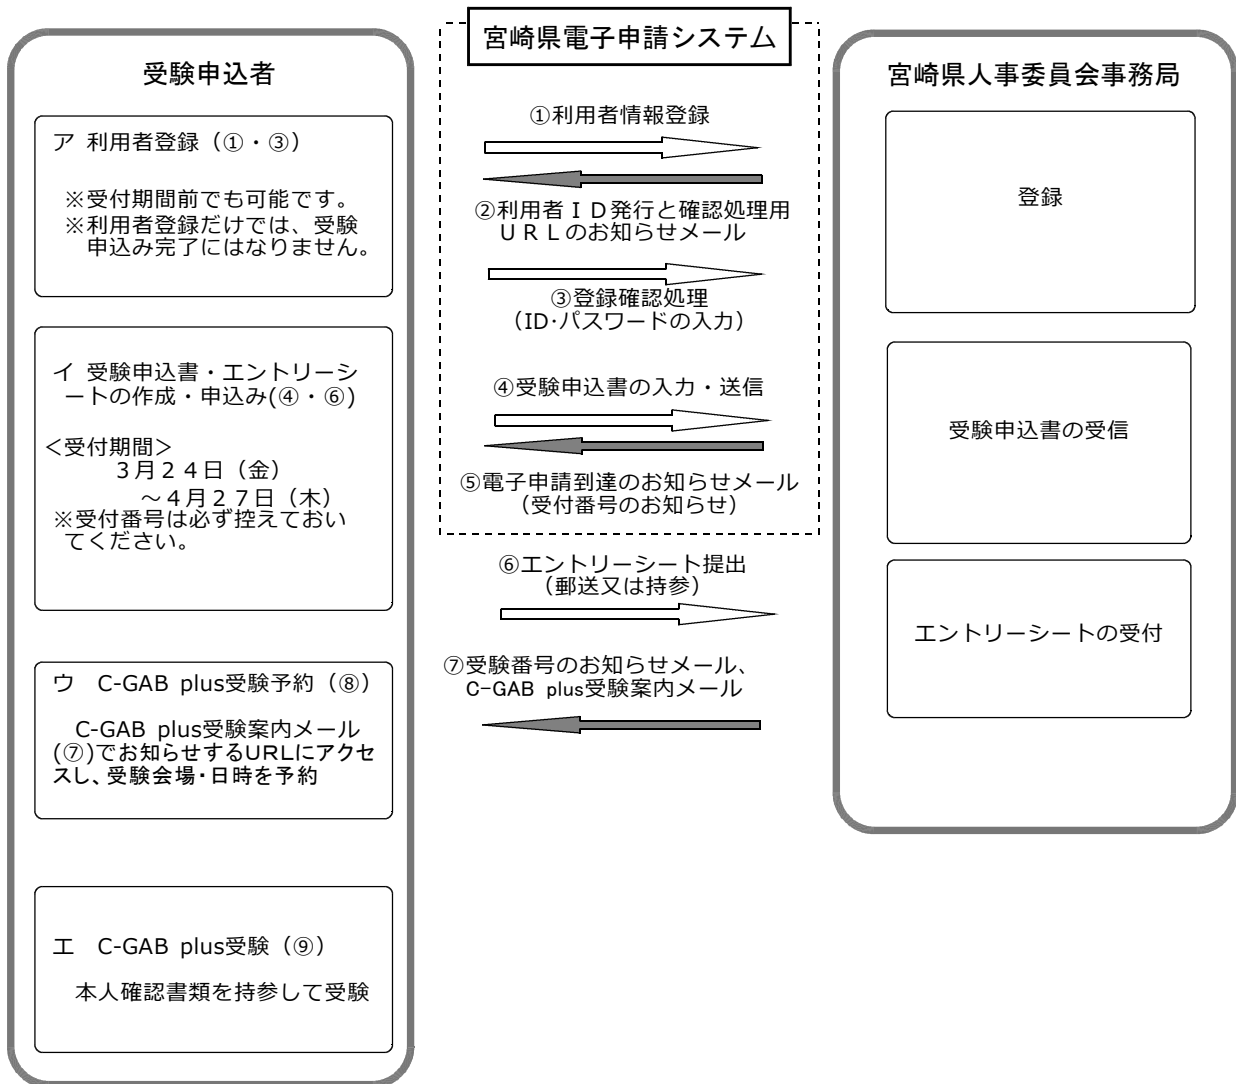 宮崎県電子申請システム
受験申込者
ア 利用者登録（①・③）
※受付期間前でも可能です。
※利用者登録だけでは、受験
申込み完了にはなりません。
イ 受験申込書・エントリーシ
ートの作成・申込み(④・⑥)
＜受付期間＞
３月２４日（金）
～４月２７日（木）
※受付番号は必ず控えておい
てください。
ウ　C-GAB plus受験予約（⑧）
C-GAB plus受験案内メール
(⑦)でお知らせするURLにアクセ
スし、受験会場・日時を予約
エ　C-GAB plus受験（⑨）
本人確認書類を持参して受験
①利用者情報登録
②利用者ＩＤ発行と確認処理用
ＵＲＬのお知らせメール
③登録確認処理
（ID・パスワードの入力）
④受験申込書の入力・送信
⑤電子申請到達のお知らせメール
（受付番号のお知らせ）
⑥エントリーシート提出
（郵送又は持参）
⑦受験番号のお知らせメール、
C-GAB plus受験案内メール
宮崎県人事委員会事務局
登録
受験申込書の受信
エントリーシートの受付